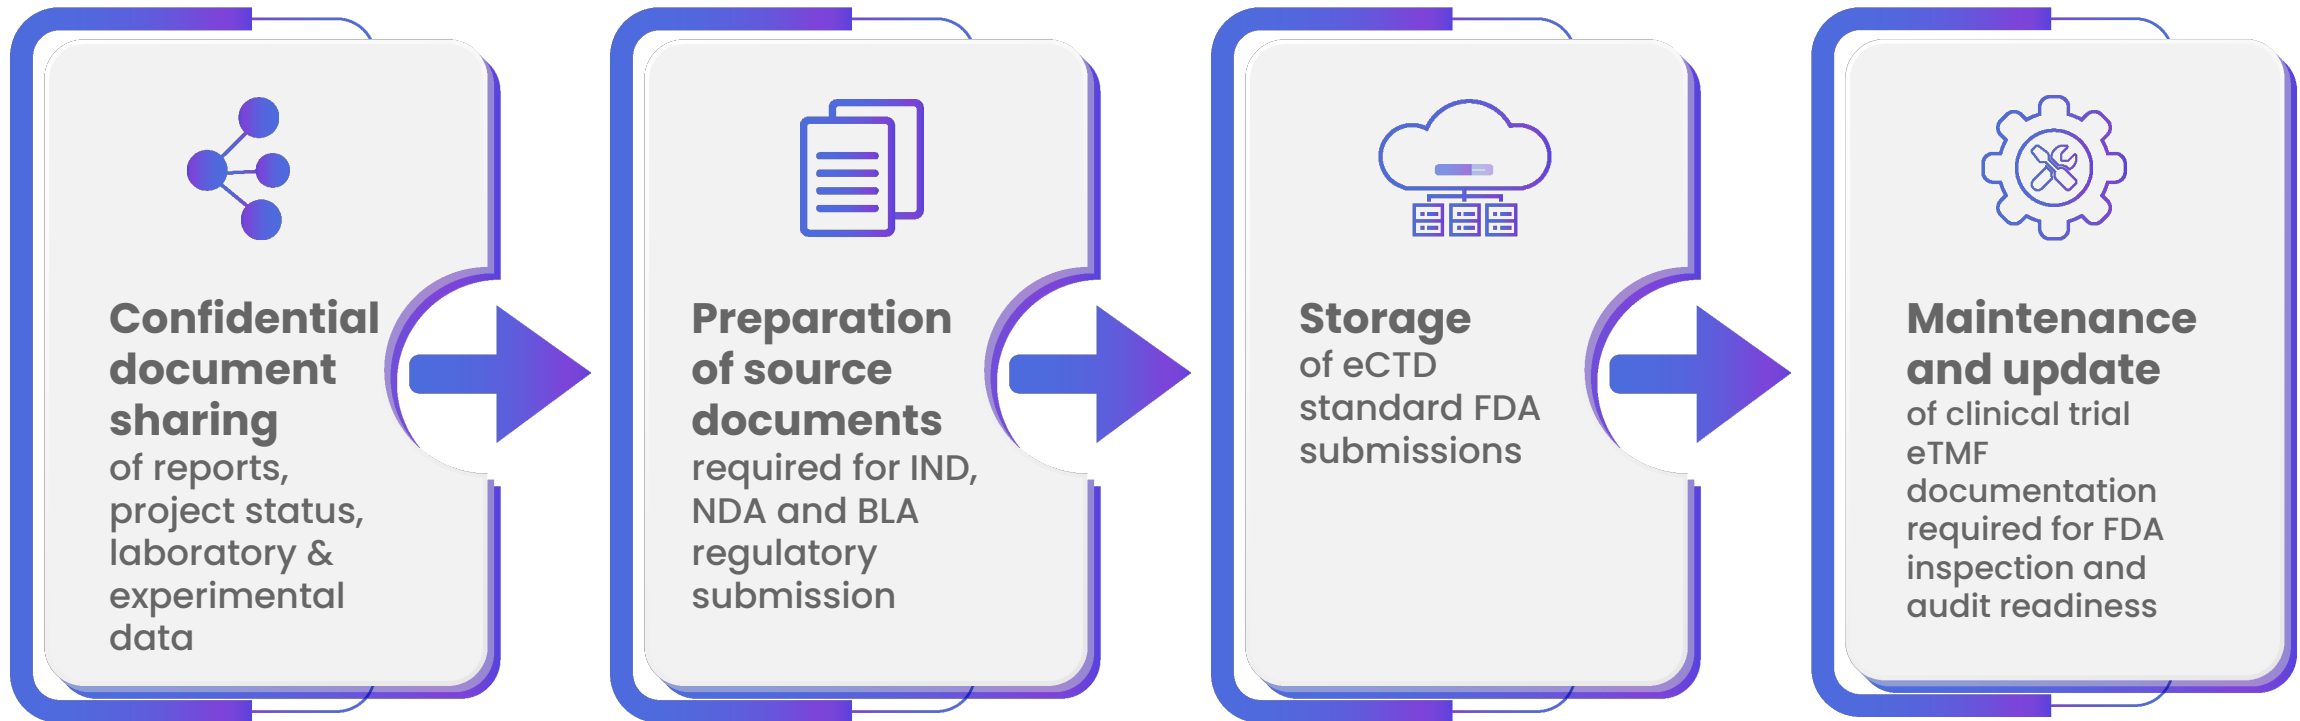 Confidential
document
sharing
of reports,
project status,
laboratory &
experimental
data
Preparation
of source
documents
required for IND,
NDA and BLA
regulatory
submission
Storage
of eCTD
standard FDA
submissions
Maintenance
and update
of clinical trial
eTMF
documentation
required for FDA
inspection and
audit readiness